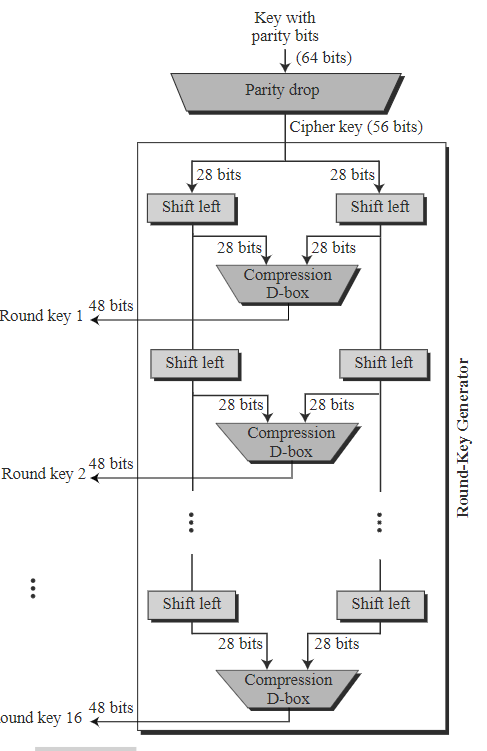 Key with
parity bits
(64 bits)
Parity drop
Cipher key (56 bits)
28 bits 28 bits
Shift left Shift left
28 bits 28 bits
Compression
D-box
48 bits
Round key 1
Shift left Shift left
28 bits 28 bits
Compression
D-box
48 bits
Round key 2
Round-Key Generator
Shift left Shift left
28 bits 28 bits
Compression
D-box
48 bits
ound key 16